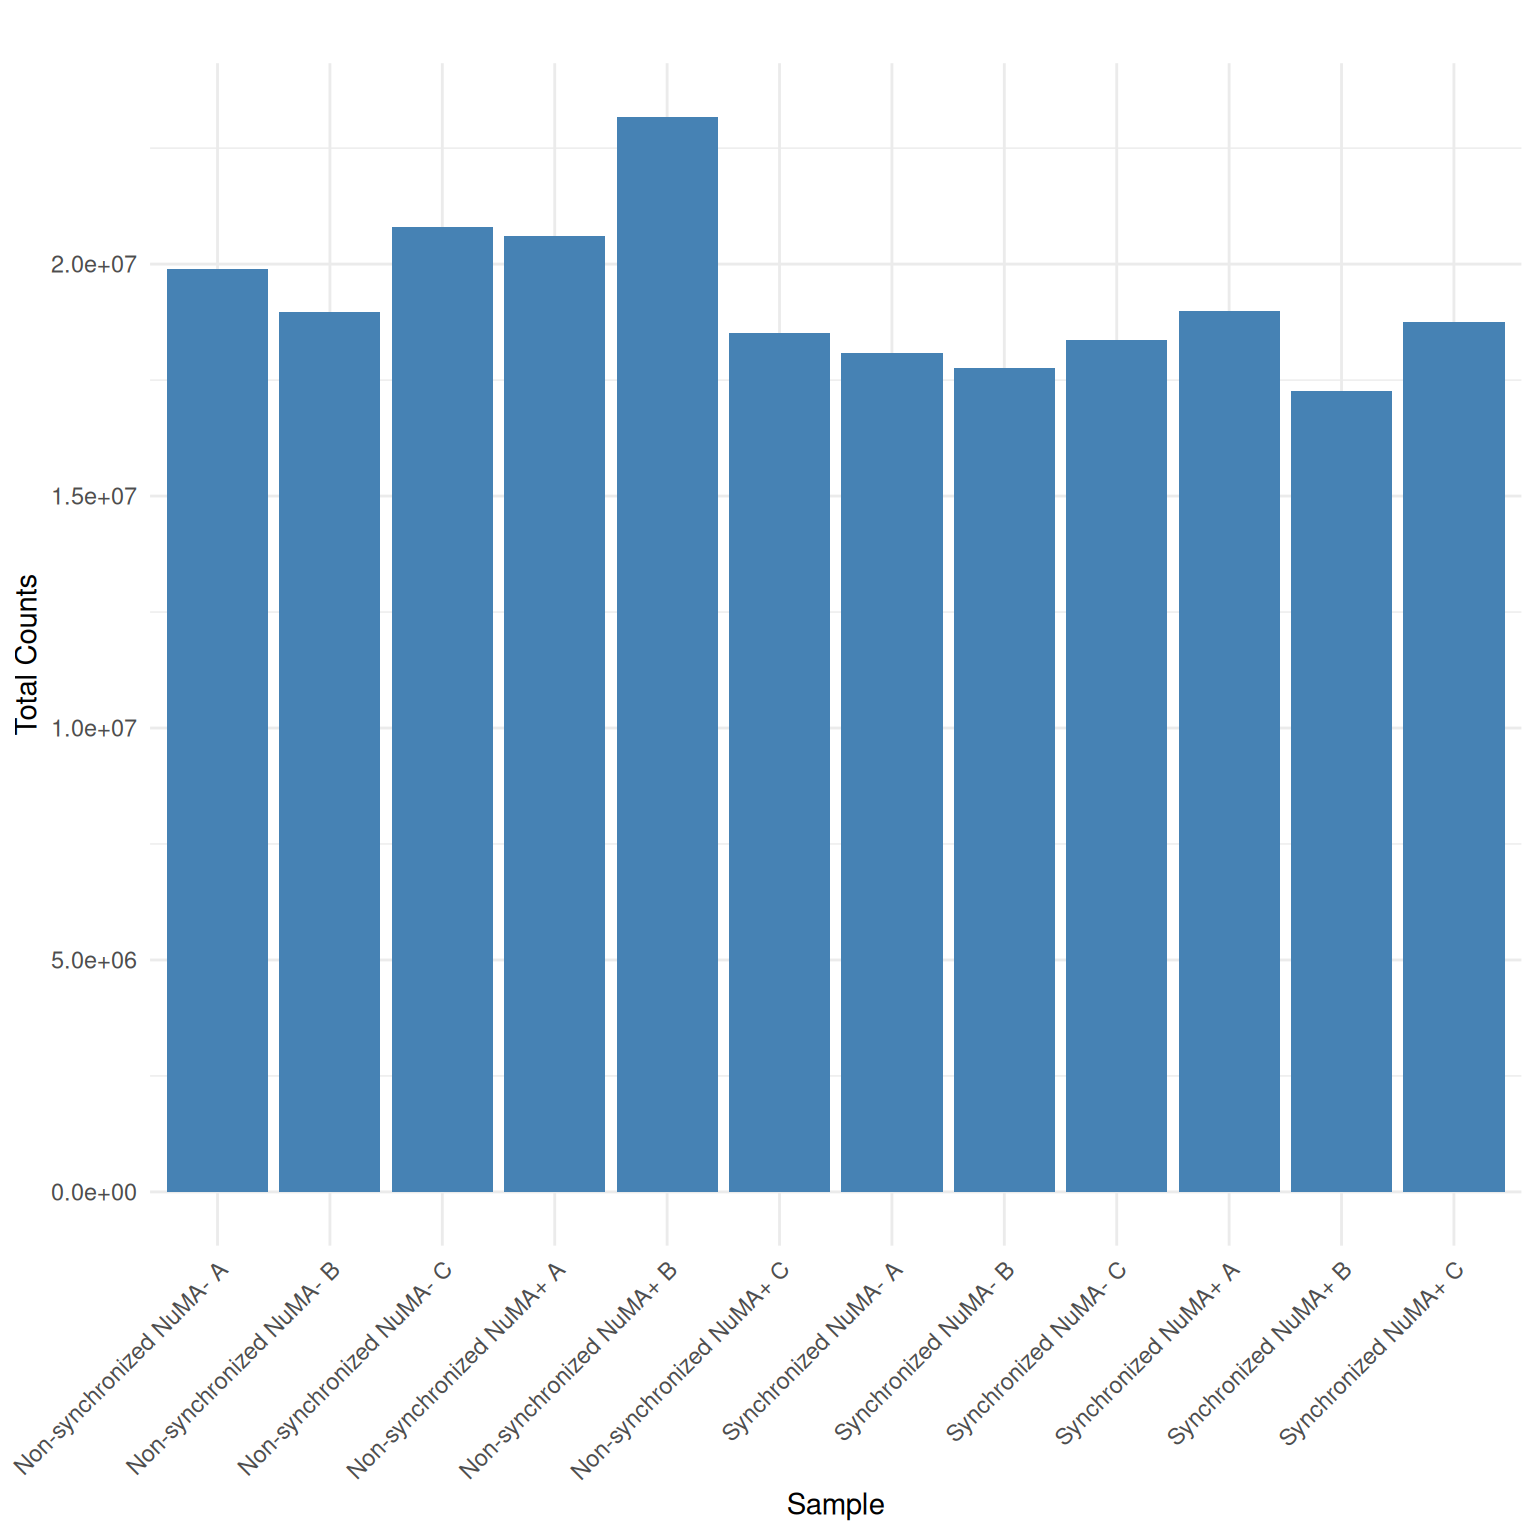 Total Counts
2.0e+07
1.5e+07
1.0e+07
5.0e+06
0.0e+00
Non-synchronized NuMA- A
Non-synchronized NuMA- B
Non-synchronized NuMA- C
Non-synchronized NuMA+ A
Non-synchronized NuMA+ B
Non-synchronized NuMA+ C
Synchronized NuMA- A
Synchronized NuMA- B
Synchronized NuMA- C
Synchronized NuMA+ A
Synchronized NuMA+ B
Synchronized NuMA+ C
Sample